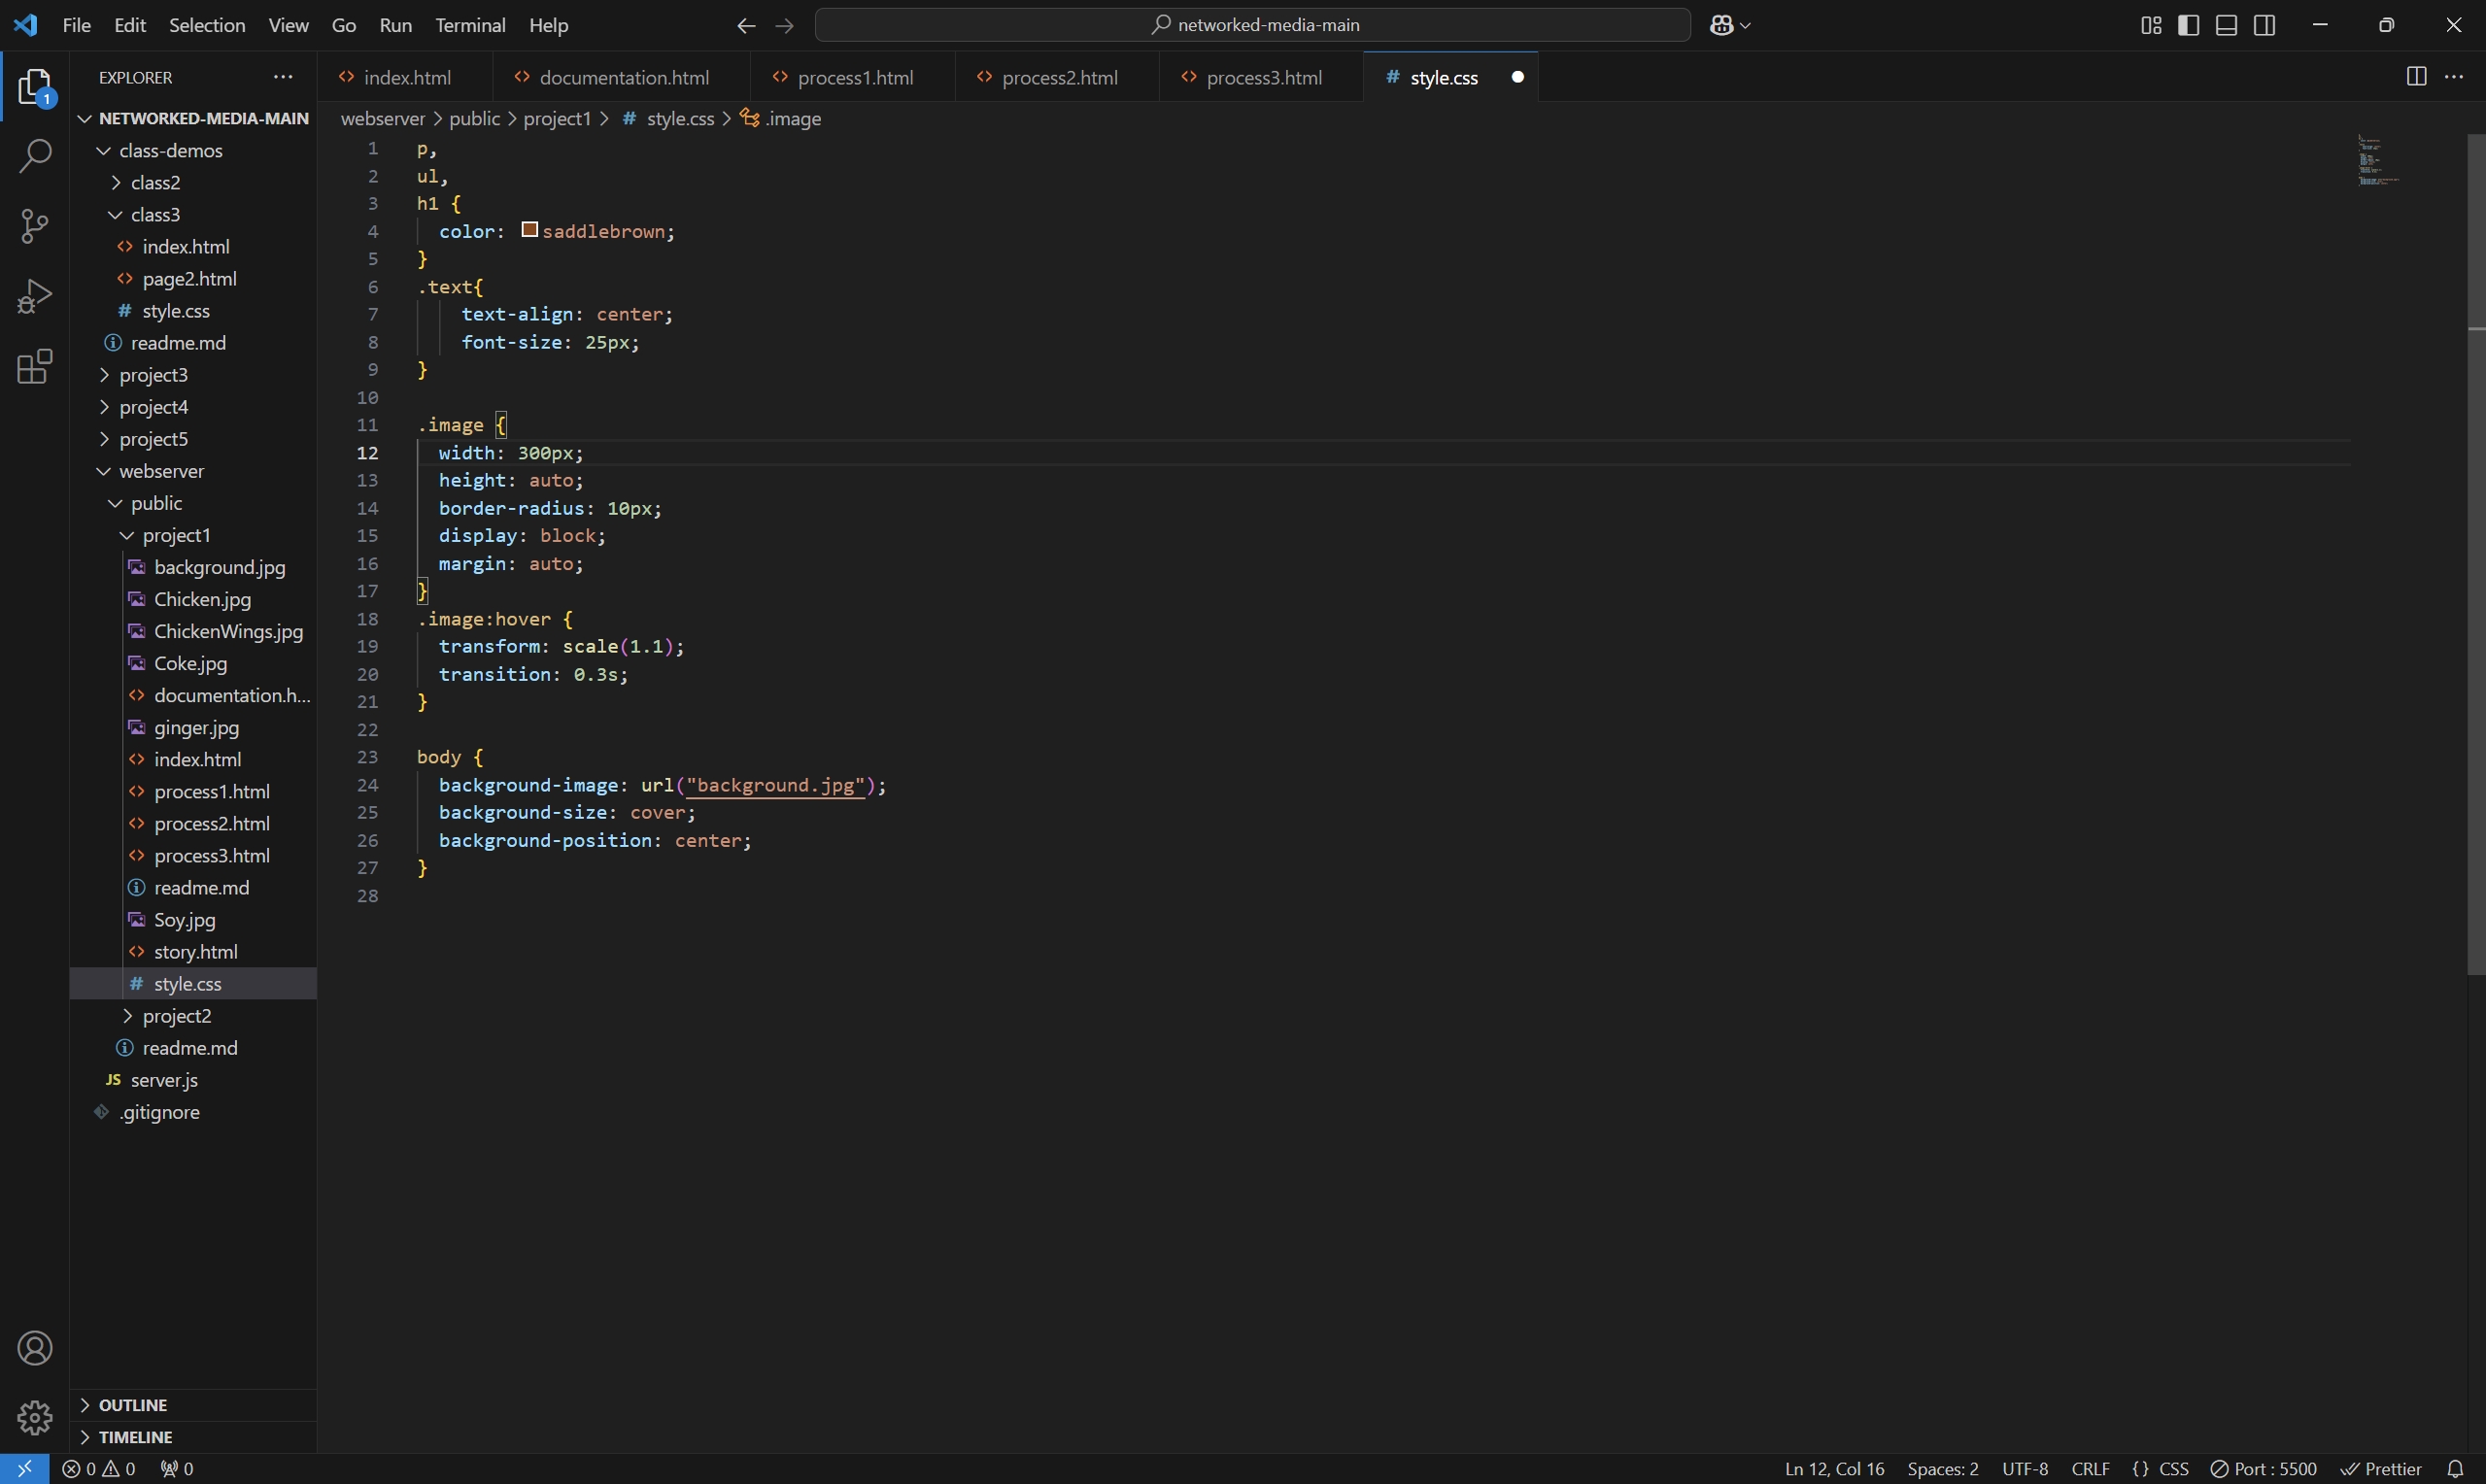 File Edit Selection View Go Run Terminal Help
networked-media-main
EXPLORER
index.html
documentation.html
process1.html
process2.html
process3.html
# style.css
webserver > public > project1 > # style.css > .image
NETWORKED-MEDIA-MAIN
class-demos
class2
class3
index.html
page2.html
# style.css
readme.md
project3
project4
project5
webserver
public
project1
background.jpg
Chicken.jpg
ChickenWings.jpg
Coke.jpg
documentation.h...
ginger.jpg
index.html
process1.html
process2.html
process3.html
readme.md
Soy.jpg
story.html
# style.css
project2
readme.md
JS server.js
.gitignore
OUTLINE
TIMELINE
1 p,
2 ul,
3 h1 {
4 color: saddlebrown;
5 }
6 .text{
7 text-align: center;
8 font-size: 25px;
9 }
10
11 .image {
12 width: 300px;
13 height: auto;
14 border-radius: 10px;
15 display: block;
16 margin: auto;
17 }
18 .image:hover {
19 transform: scale(1.1);
20 transition: 0.3s;
21 }
22
23 body {
24 background-image: url("background.jpg");
25 background-size: cover;
26 background-position: center;
27 }
28
1
0 0 0
Ln 12, Col 16 Spaces: 2 UTF-8 CRLF {} CSS Port : 5500 Prettier